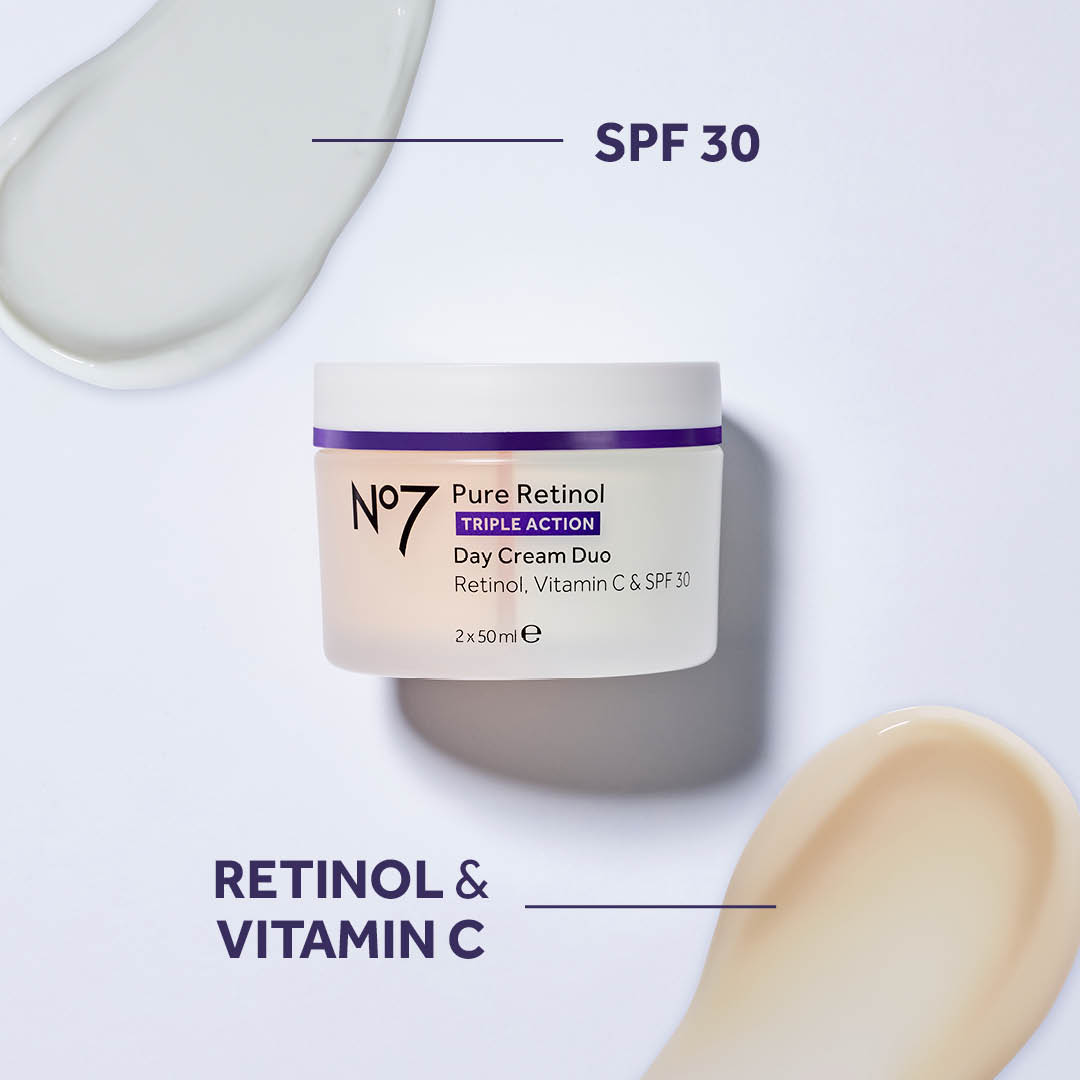 SPF 30
No7
Pure Retinol
TRIPLE ACTION
Day Cream Duo
Retinol, Vitamin C & SPF 30
2 x 50 ml ℮
RETINOL &
VITAMIN C